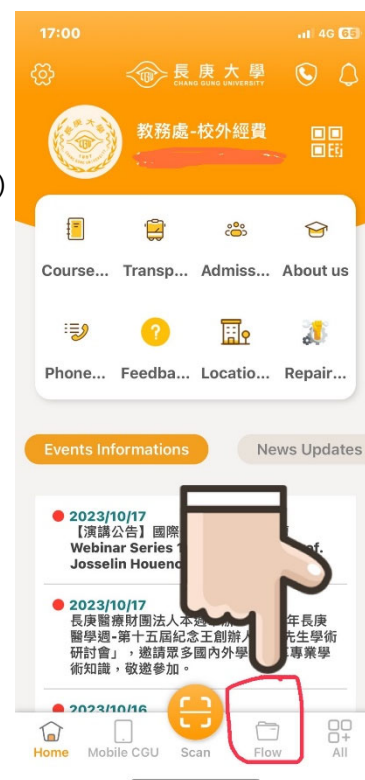 17:00
4G 66
長庚大學
CHANG GUNG UNIVERSITY
教務處-校外經費
)
Course... Transp... Admiss... About us
Phone... Feedba... Locatio... Repair...
Events Informations
News Updates
2023/10/17
【演講公告】國際
Webinar Series
of.
Josselin Houen
2023/10/17
長庚醫療財團法人本週
年長庚
醫學週-第十五屆紀念王創辦人
先生學術
研討會」,邀請眾多國內外學
專業學
術知識,敬邀參加。
2023/10/16
Home Mobile CGU Scan Flow All